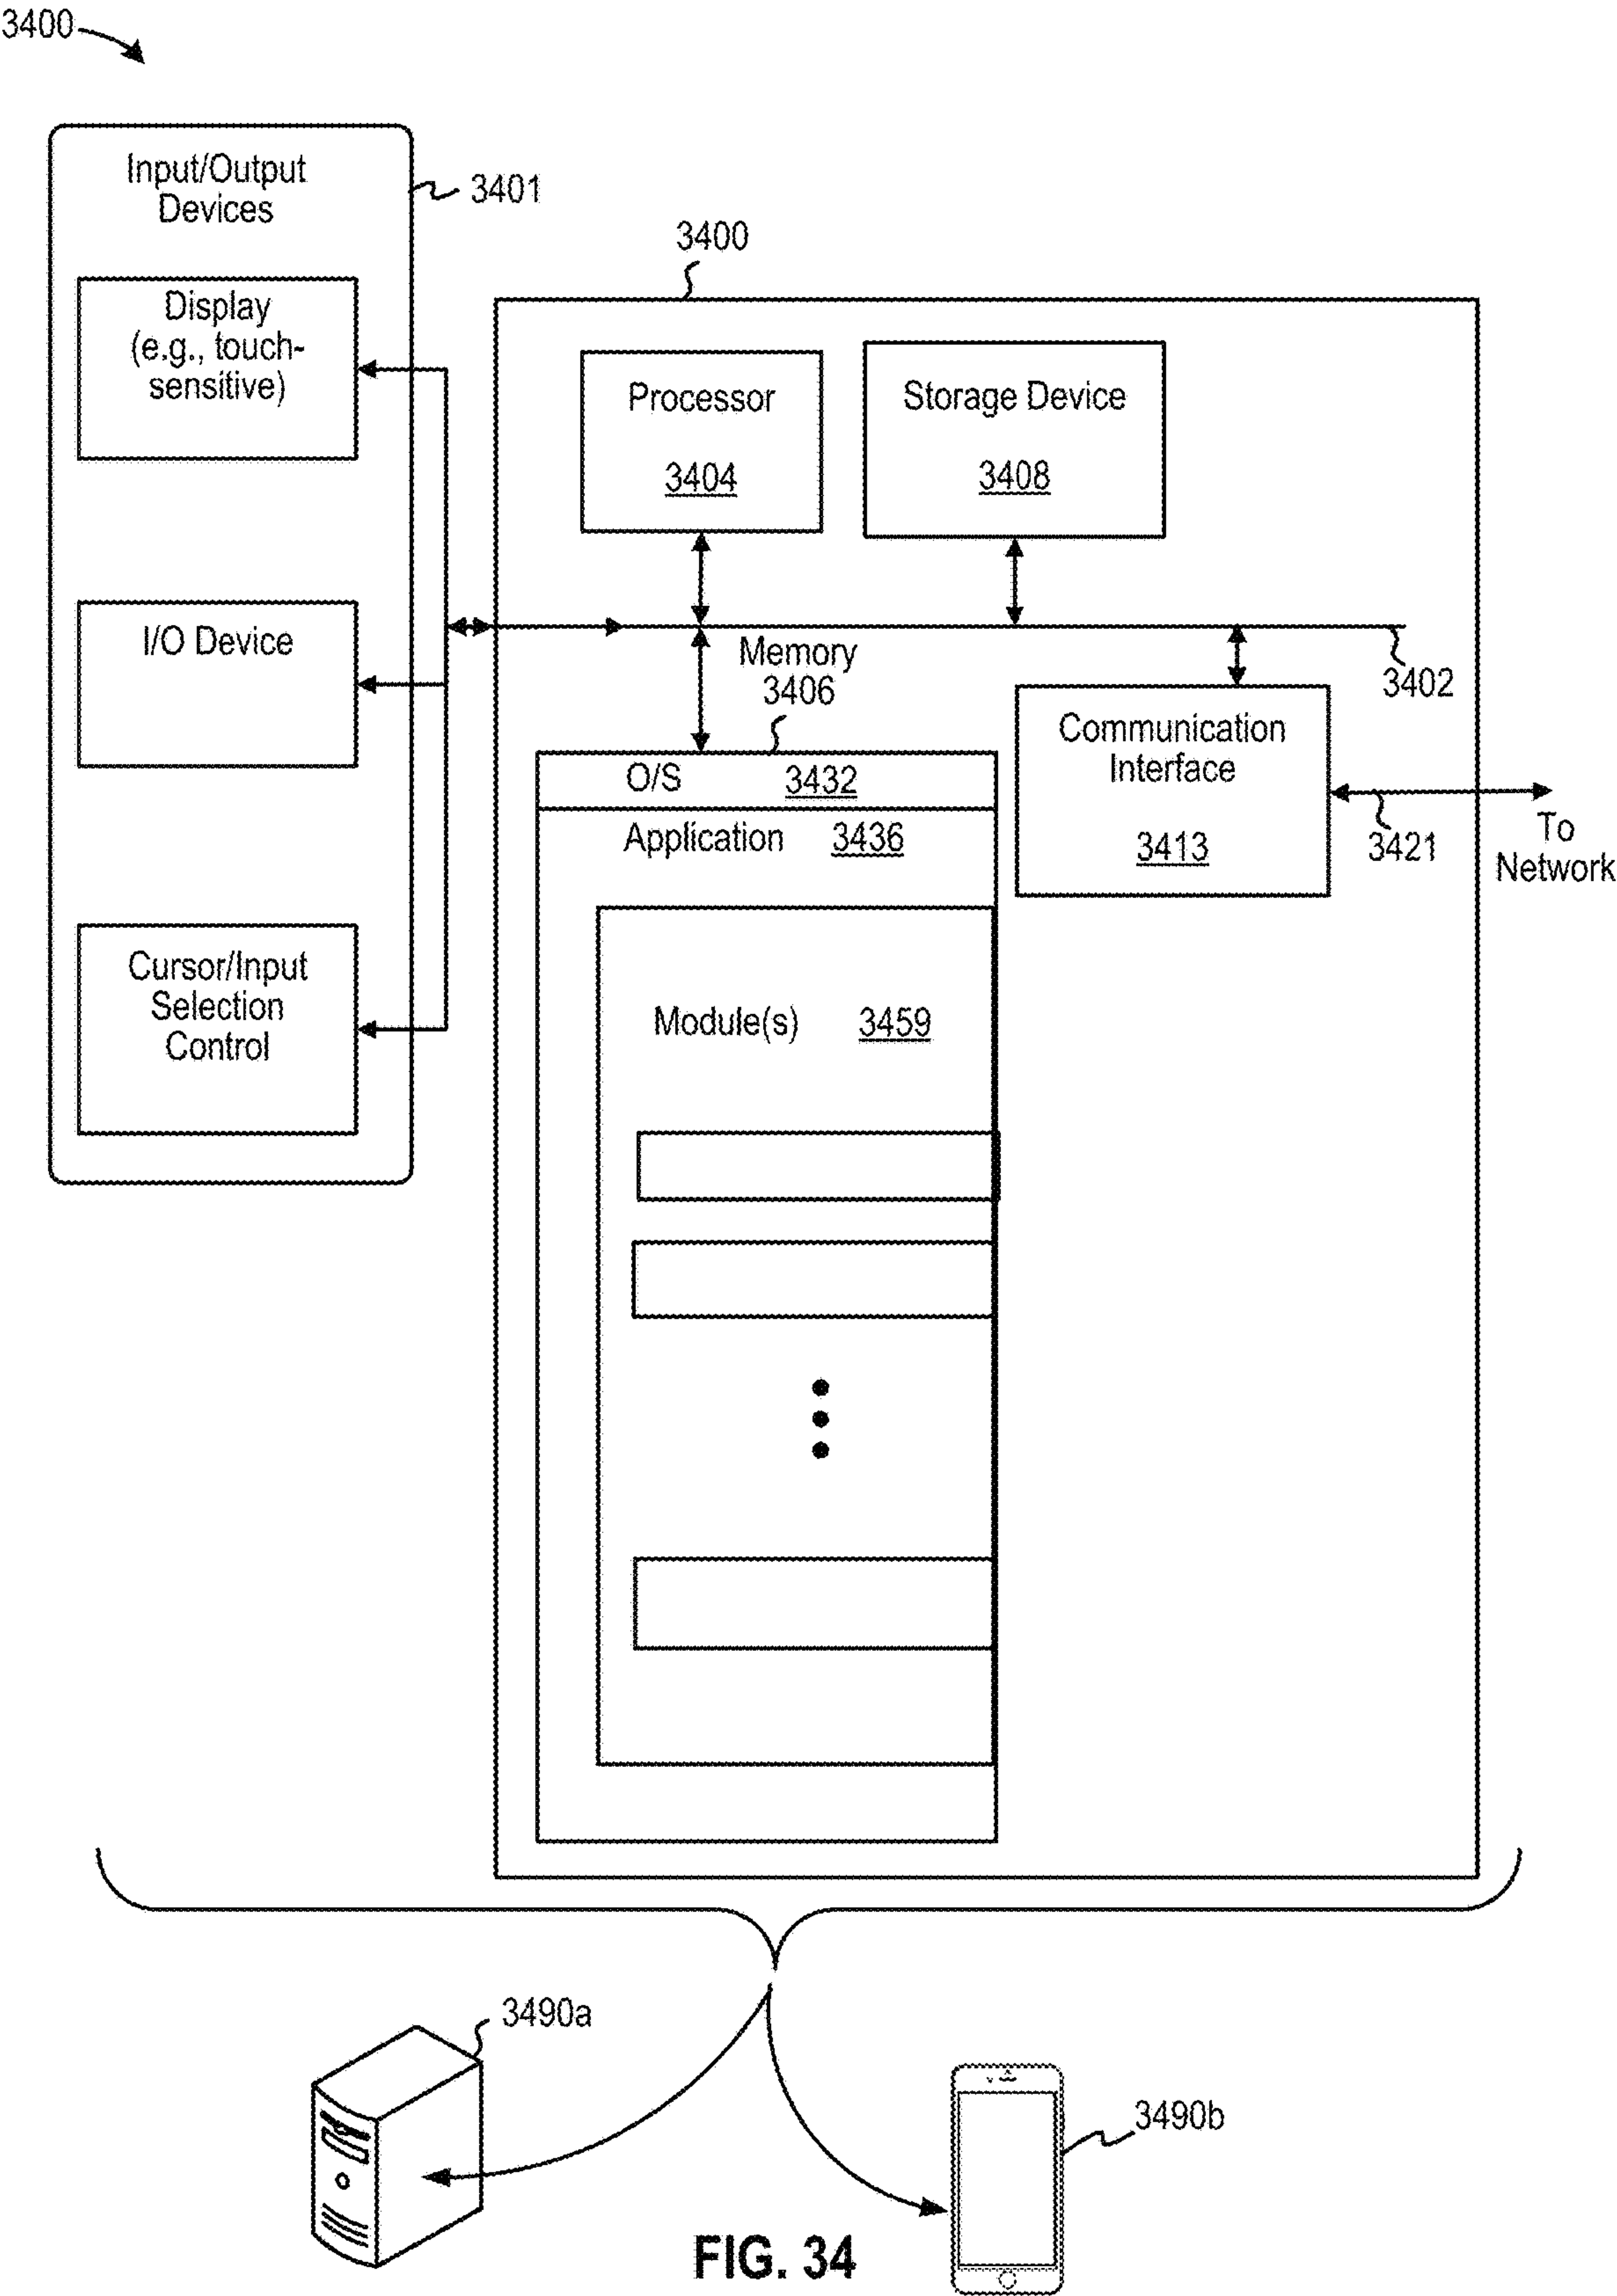 3400
Input/Output
Devices
3401
Display
(e.g., touch-
sensitive)
I/O Device
Cursor/Input
Selection
Control
3400
Processor
3404
Storage Device
3408
3402
Memory
3406
O/S 3432
Application 3436
Module(s) 3459
Communication
Interface
3413
3421
To
Network
3490a
3490b
FIG. 34